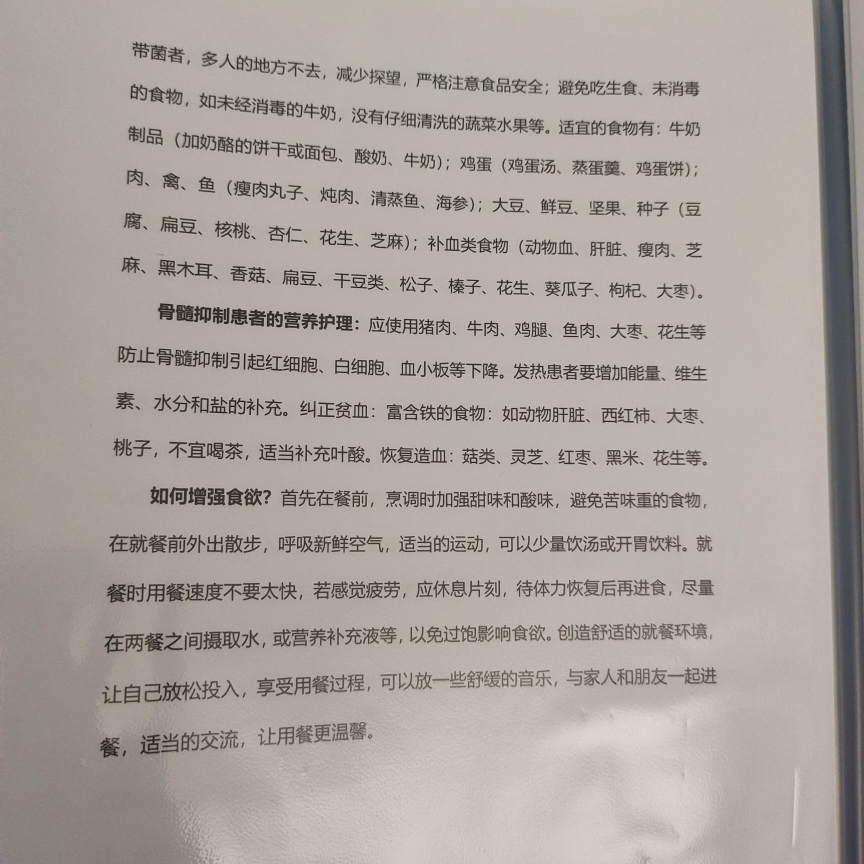 带菌者，多人的地方不去，减少探望，严格注意食品安全；避免吃生食、未消毒
的食物，如未经消毒的牛奶，没有仔细清洗的蔬菜水果等。适宜的食物有：牛奶
制品（加奶酪的饼干或面包、酸奶、牛奶）；鸡蛋（鸡蛋汤、蒸蛋羹、鸡蛋饼）；
肉、禽、鱼（瘦肉丸子、炖肉、清蒸鱼、海参）；大豆、鲜豆、坚果、种子（豆
腐、扁豆、核桃、杏仁、花生、芝麻）；补血类食物（动物血、肝脏、瘦肉、芝
麻、黑木耳、香菇、扁豆、干豆类、松子、榛子、花生、葵瓜子、枸杞、大枣）。
骨髓抑制患者的营养护理：应使用猪肉、牛肉、鸡腿、鱼肉、大枣、花生等
防止骨髓抑制引起红细胞、白细胞、血小板等下降。发热患者要增加能量、维生
素、水分和盐的补充。纠正贫血：富含铁的食物：如动物肝脏、西红柿、大枣、
桃子，不宜喝茶，适当补充叶酸。恢复造血：菇类、灵芝、红枣、黑米、花生等。
如何增强食欲？首先在餐前，烹调时加强甜味和酸味，避免苦味重的食物，
在就餐前外出散步，呼吸新鲜空气，适当的运动，可以少量饮汤或开胃饮料。就
餐时用餐速度不要太快，若感觉疲劳，应休息片刻，待体力恢复后再进食，尽量
在两餐之间摄取水，或营养补充液等，以免过饱影响食欲。创造舒适的就餐环境，
让自己放松投入，享受用餐过程，可以放一些舒缓的音乐，与家人和朋友一起进
餐，适当的交流，让用餐更温馨。